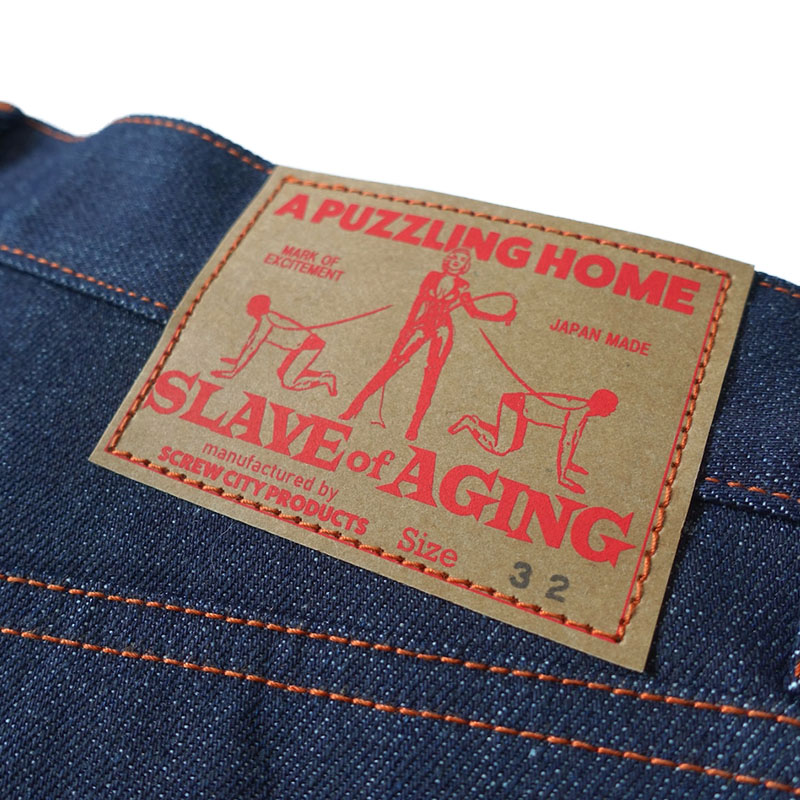 A PUZZLING HOME
MARK OF
EXCITEMENT
JAPAN MADE
SLAVE of AGING
manufactured by
SCREW CITY PRODUCTS
Size 32